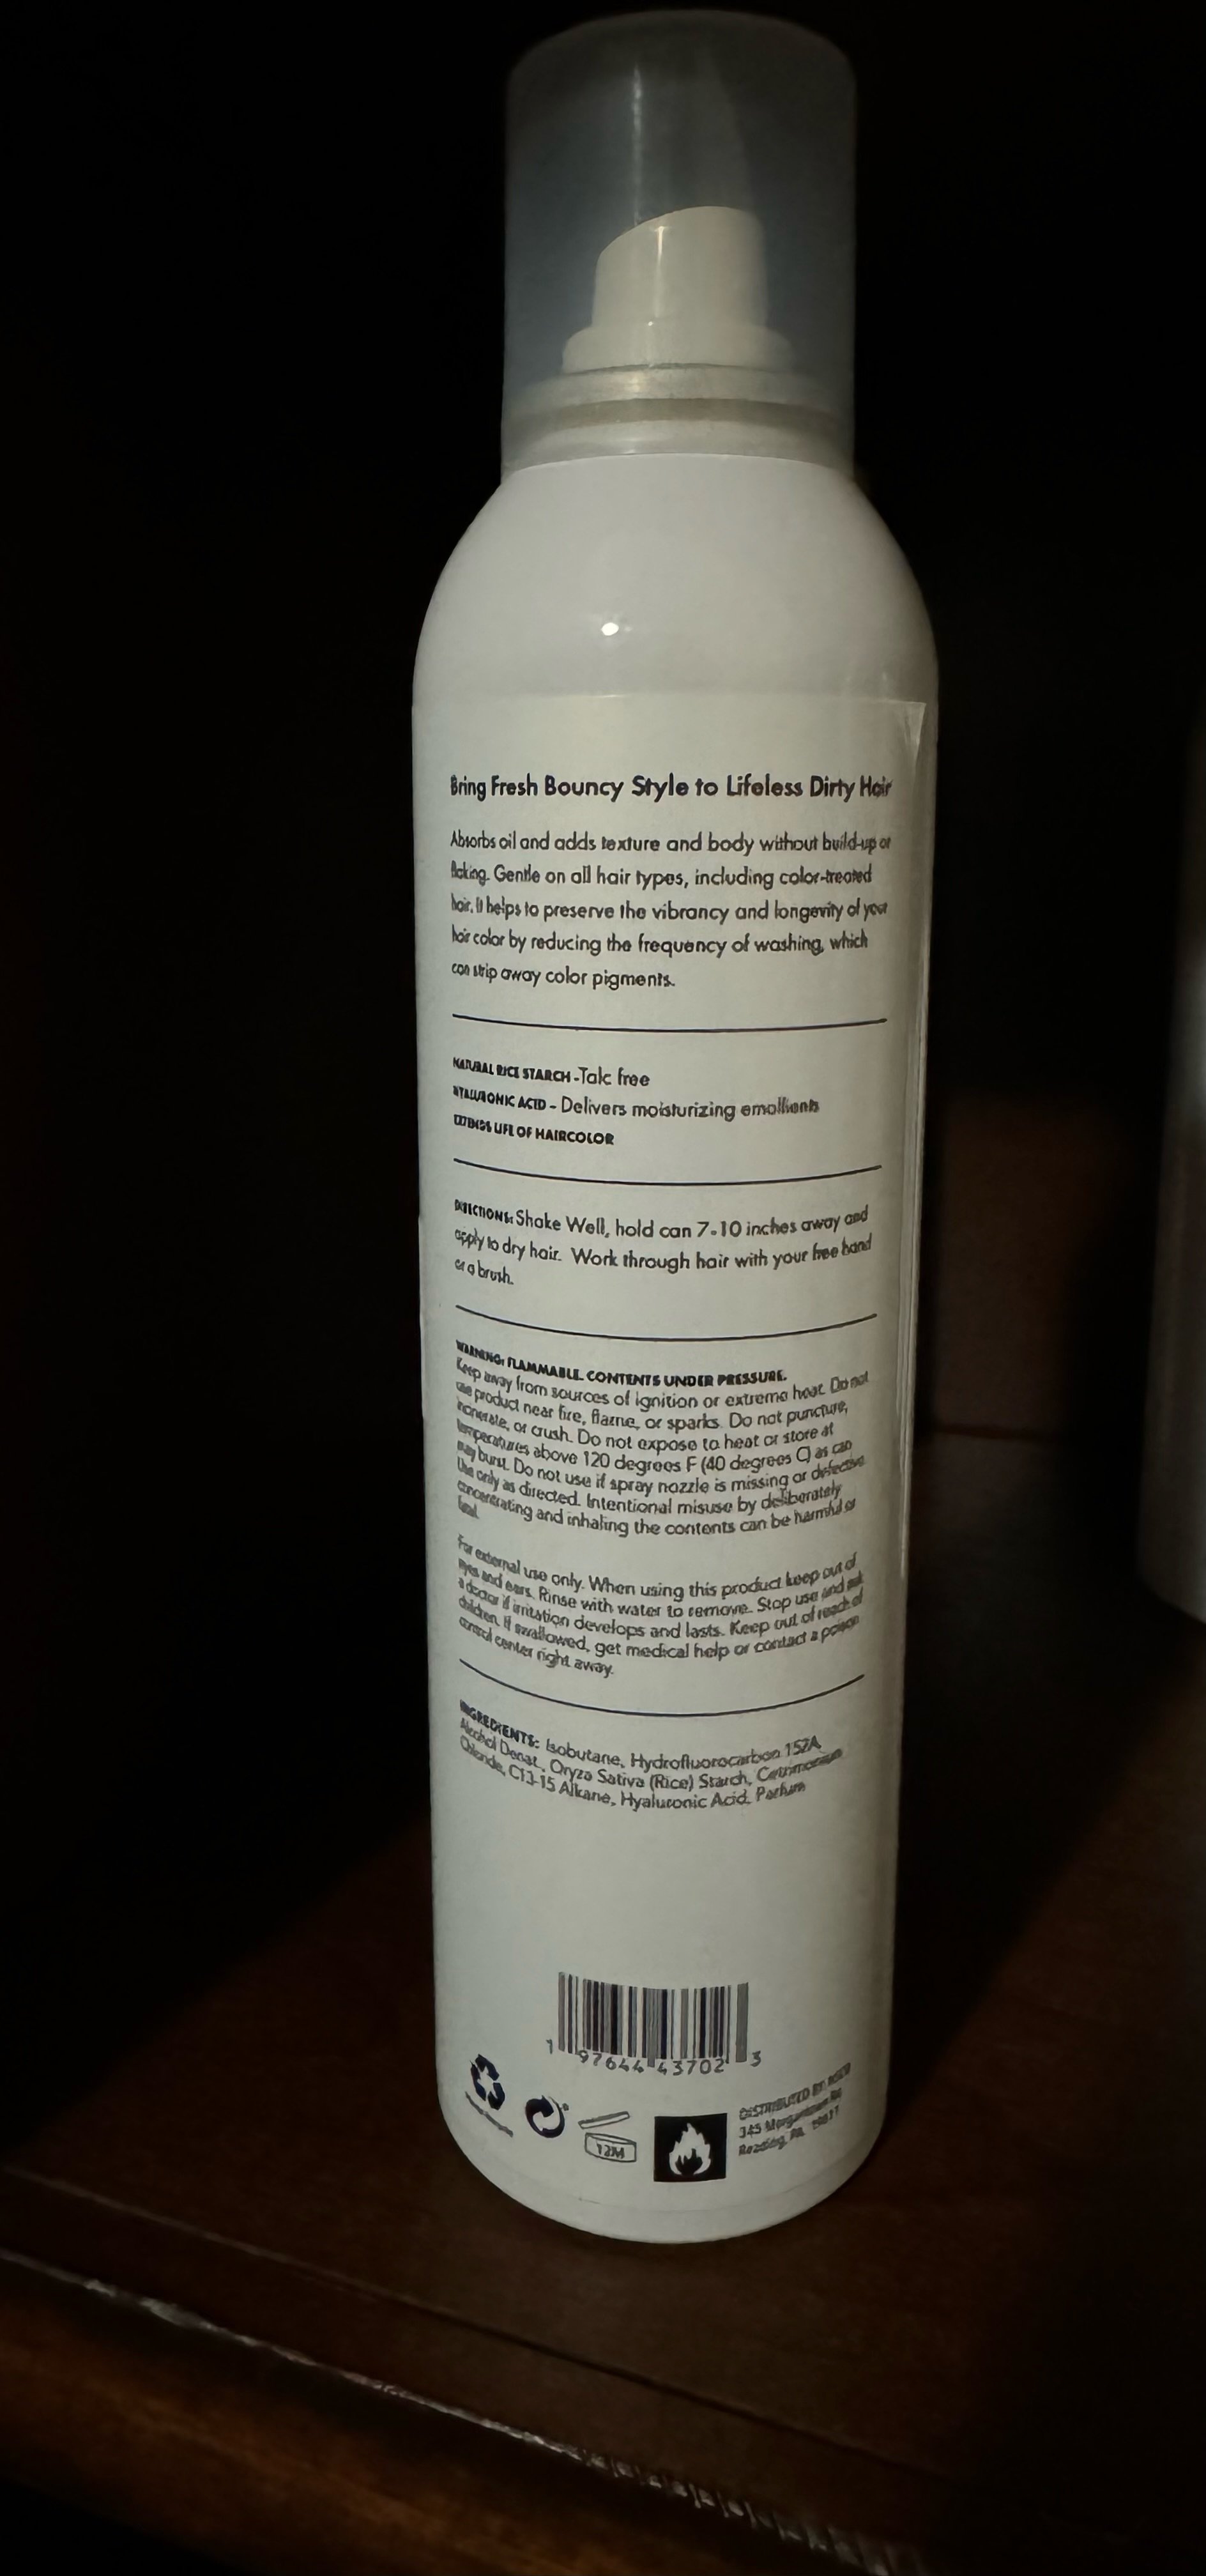 Bring Fresh Bouncy Style to Lifeless Dirty Hair
Absorbs oil and adds texture and body without build-up or
flaking. Gentle on all hair types, including color-treated
hair. It helps to preserve the vibrancy and longevity of your
hair color by reducing the frequency of washing, which
can strip away color pigments.
NATURAL RICE STARCH - Talc free
HYALURONIC ACID - Delivers moisturizing emollients
EXTENDS LIFE OF HAIRCOLOR
DIRECTIONS: Shake Well, hold can 7-10 inches away and
apply to dry hair. Work through hair with your free hand
or a brush.
WARNING: FLAMMABLE. CONTENTS UNDER PRESSURE.
Keep away from sources of ignition or extreme heat. Do not
use product near fire, flame, or sparks. Do not puncture,
incinerate, or crush. Do not expose to heat or store at
temperatures above 120 degrees F (40 degrees C) as can
may burst. Do not use if spray nozzle is missing or defective.
Use only as directed. Intentional misuse by deliberately
concentrating and inhaling the contents can be harmful or
fatal.
For external use only. When using this product keep out of
eyes and ears. Rinse with water to remove. Stop use and ask
a doctor if irritation develops and lasts. Keep out of reach of
children. If swallowed, get medical help or contact a poison
control center right away.
INGREDIENTS: Isobutane, Hydrofluorocarbon 152A,
Alcohol Denat., Oryza Sativa (Rice) Starch, Cetrimonium
Chloride, C13-15 Alkane, Hyaluronic Acid, Parfum
1 97644 43702 3
12M
DISTRIBUTED BY:
345
Reading, PA